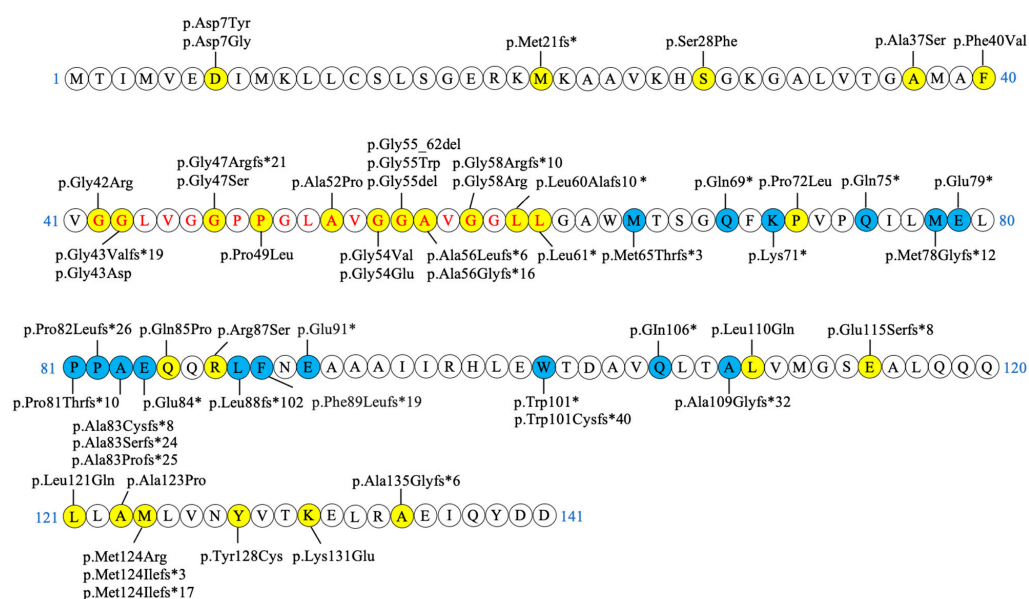 p.Asp7Tyr
p.Asp7Gly p.Met21fs* p.Ser28Phe p.Ala37Ser p.Phe40Val
1 M T I M V E D I M K L L C S L S G E R K M K A A V K H S G K G A L V T G A M A F 40
p.Gly55_62del
p.Gly47Argfs*21 p.Gly55Trp p.Gly58Argfs*10
p.Gly42Arg p.Gly47Ser p.Ala52Pro p.Gly55del p.Gly58Arg p.Leu60Alafs10 * p.Gln69* p.Pro72Leu p.Gln75* p.Glu79*
41 V G G L V G G P P G L A V G G A V G G L L G A W M T S G Q F K P V P Q I L M E L 80
p.Gly43Valfs*19 p.Pro49Leu p.Gly54Val p.Ala56Leufs*6 p.Leu61* p.Met65Thrfs*3 p.Lys71* p.Met78Glyfs*12
p.Gly43Asp p.Gly54Glu p.Ala56Glyfs*16
p.Pro82Leufs*26 p.Gln85Pro p.Arg87Ser p.Glu91* p.Gln106* p.Leu110Gln p.Glu115Serfs*8
81 P P A E Q Q R L F N E A A A I I R H L E W T D A V Q L T A L V M G S E A L Q Q Q 120
p.Pro81Thrfs*10 p.Glu84* p.Leu88fs*102 p.Phe89Leufs*19 p.Trp101* p.Ala109Glyfs*32
p.Ala83Cysfs*8 p.Trp101Cysfs*40
p.Ala83Serfs*24
p.Ala83Profs*25
p.Leu121Gln p.Ala123Pro p.Ala135Glyfs*6
121 L L A M L V N Y V T K E L R A E I Q Y D D 141
p.Met124Arg p.Tyr128Cys p.Lys131Glu
p.Met124Ilefs*3
p.Met124Ilefs*17